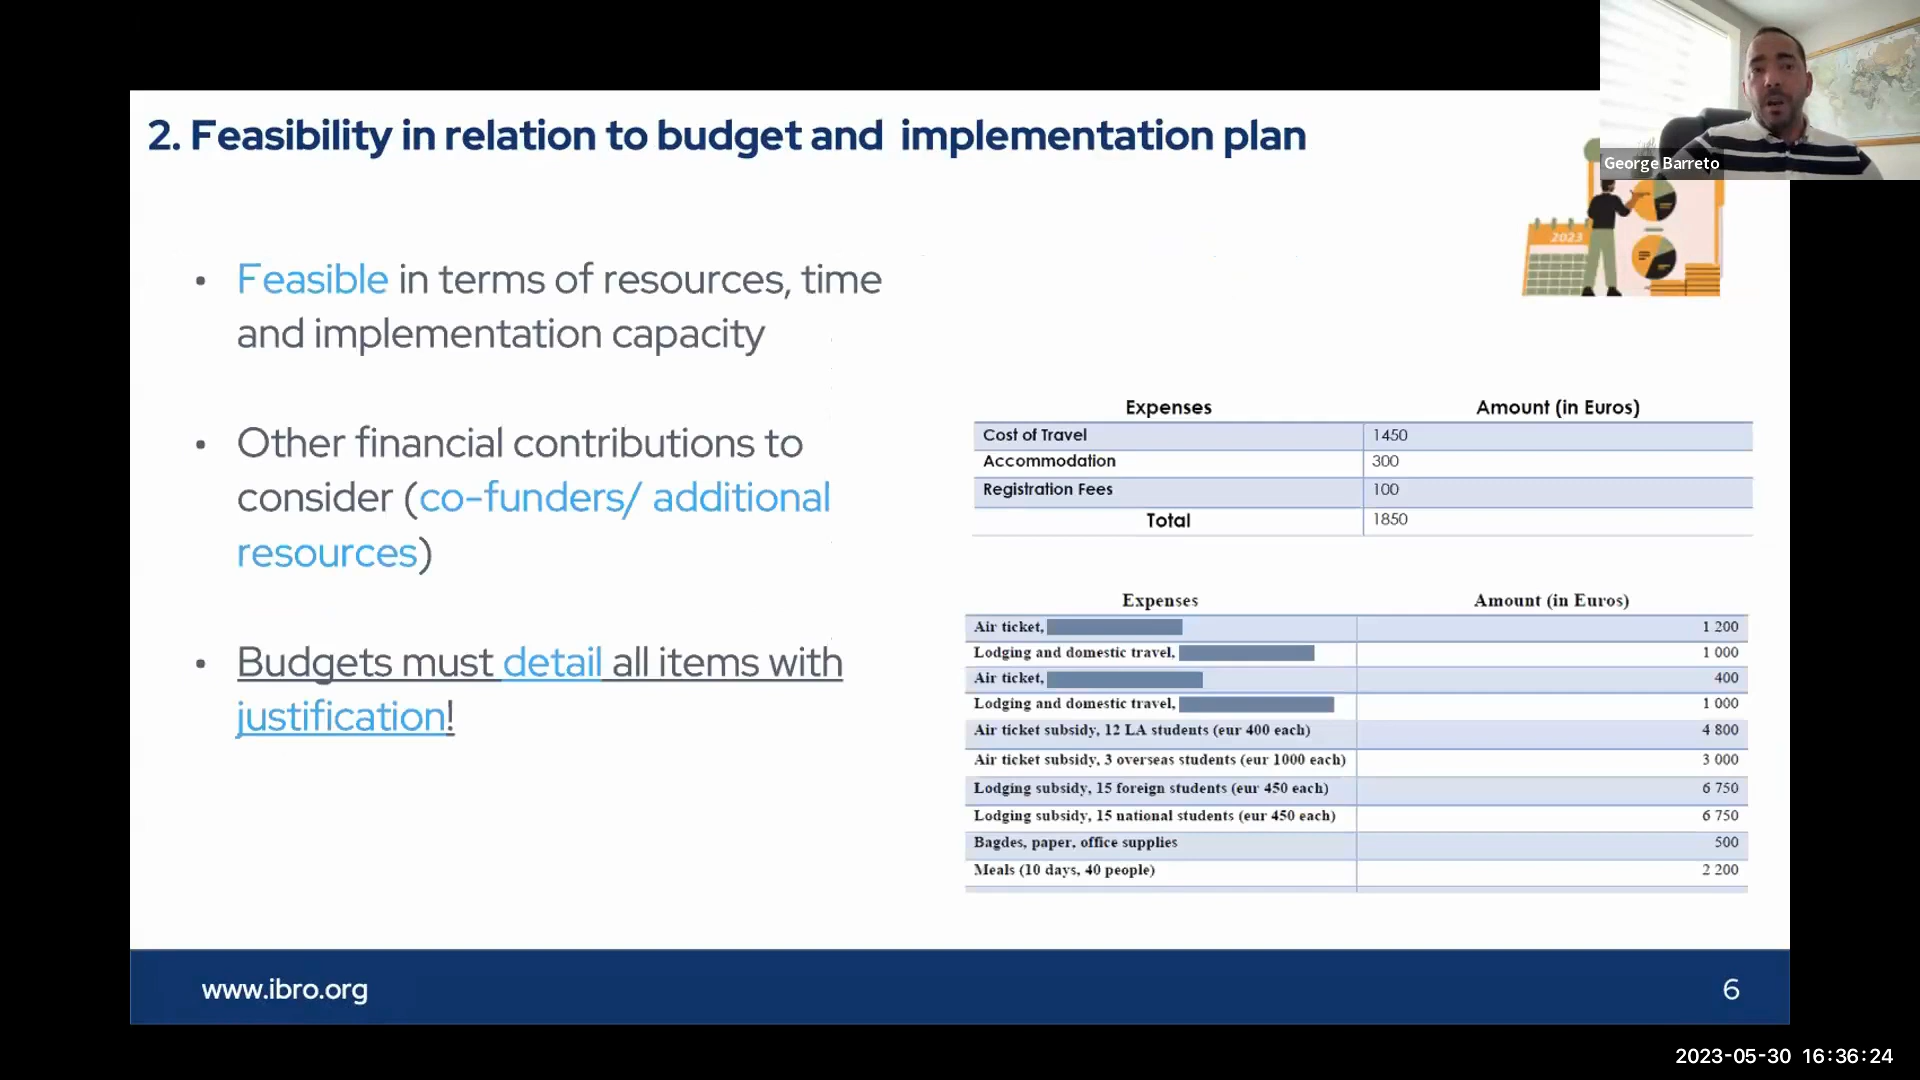 George Barreto
2. Feasibility in relation to budget and implementation plan
2023
• Feasible in terms of resources, time
and implementation capacity
• Other financial contributions to
consider (co-funders/ additional
resources)
• Budgets must detail all items with
justification!
Expenses Amount (in Euros)
Cost of Travel 1450
Accommodation 300
Registration Fees 100
Total 1850
Expenses Amount (in Euros)
Air ticket, 1 200
Lodging and domestic travel, 1 000
Air ticket, 400
Lodging and domestic travel, 1 000
Air ticket subsidy, 12 LA students (eur 400 each) 4 800
Air ticket subsidy, 3 overseas students (eur 1000 each) 3 000
Lodging subsidy, 15 foreign students (eur 450 each) 6 750
Lodging subsidy, 15 national students (eur 450 each) 6 750
Bagdes, paper, office supplies 500
Meals (10 days, 40 people) 2 200
www.ibro.org 6
2023-05-30 16:36:24